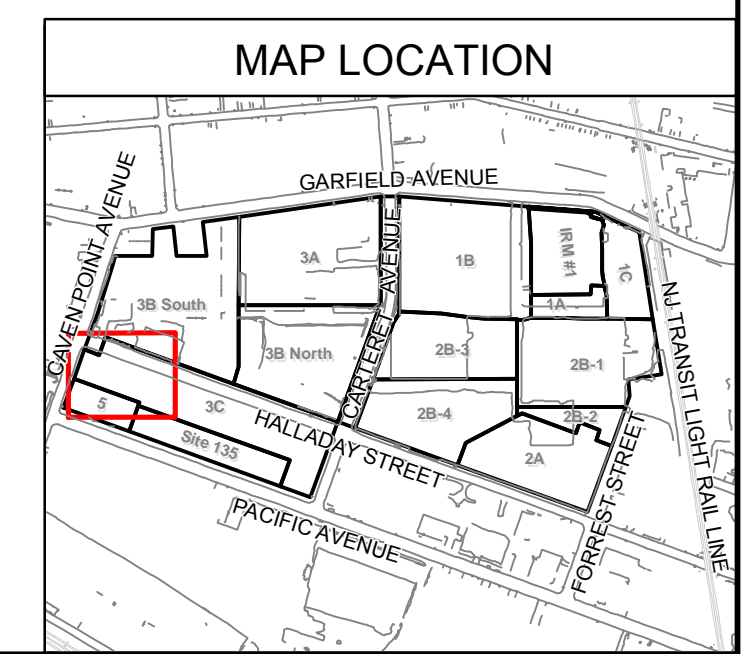 MAP LOCATION
GARFIELD AVENUE
CAVEN POINT AVENUE
CARTERET AVENUE
NJ TRANSIT LIGHT RAIL LINE
3A
1B
IRM #1
1C
1A
3B South
3B North
2B-3
2B-1
5
3C
2B-4
2B-2
Site 135
HALLADAY STREET
2A
FORREST STREET
PACIFIC AVENUE